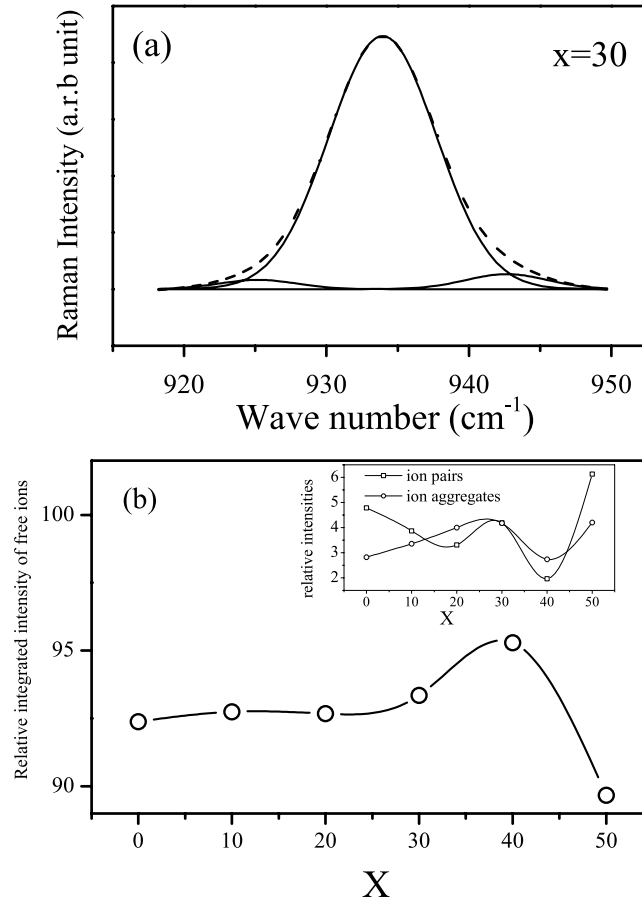 (a)
x=30
Raman Intensity (a.r.b unit)
920 930 940 950
Wave number (cm-1)
(b)
Relative integrated intensity of free ions
100
95
90
0 10 20 30 40 50
X
ion pairs
ion aggregates
relative intensities
6
5
4
3
2
0 10 20 30 40 50
X